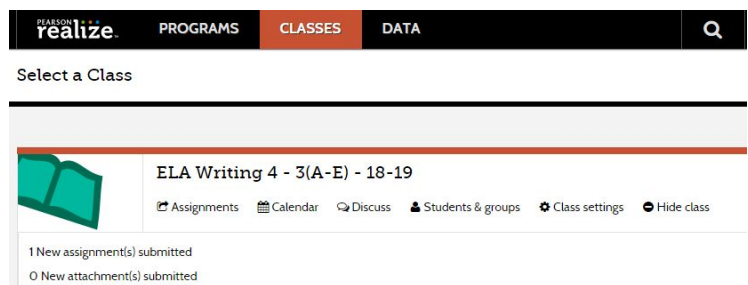 PEARSON
realize™ PROGRAMS CLASSES DATA
Select a Class
ELA Writing 4 - 3(A-E) - 18-19
Assignments Calendar Discuss Students & groups Class settings Hide class
1 New assignment(s) submitted
0 New attachment(s) submitted